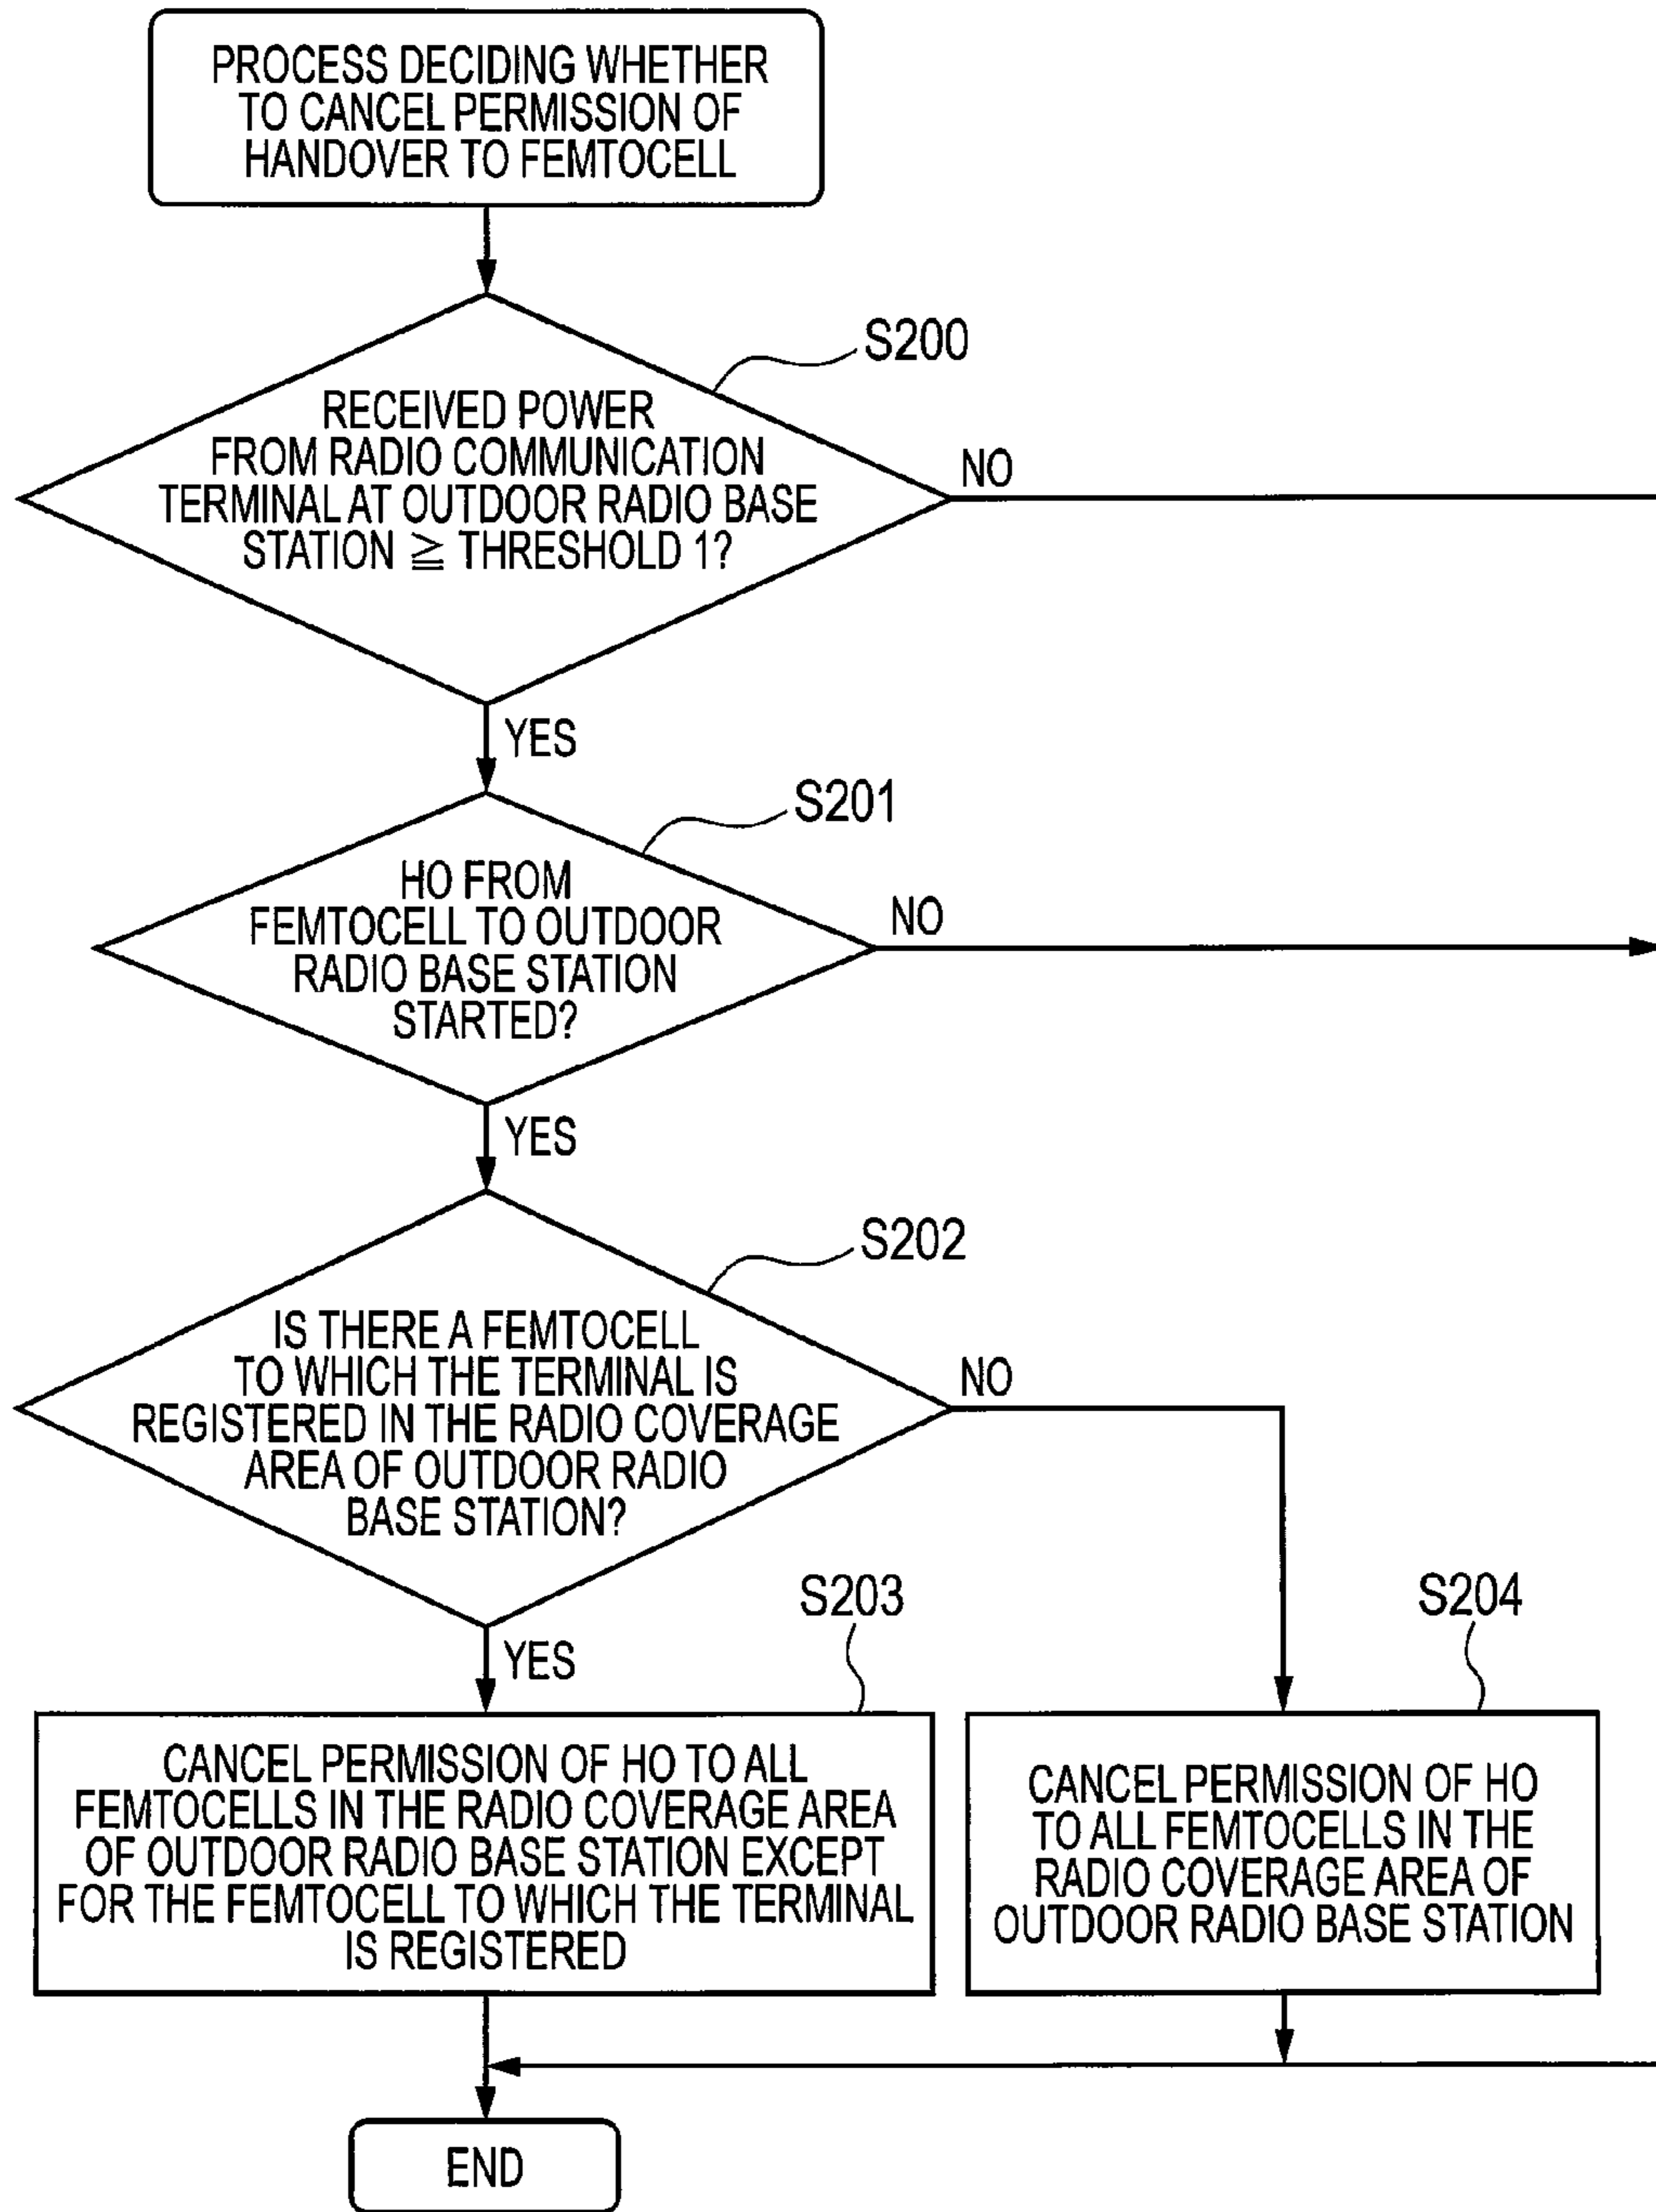 PROCESS DECIDING WHETHER
TO CANCEL PERMISSION OF
HANDOVER TO FEMTOCELL
S200
RECEIVED POWER
FROM RADIO COMMUNICATION
TERMINAL AT OUTDOOR RADIO BASE
STATION ≧ THRESHOLD 1?
NO
YES
S201
HO FROM
FEMTOCELL TO OUTDOOR
RADIO BASE STATION
STARTED?
NO
YES
S202
IS THERE A FEMTOCELL
TO WHICH THE TERMINAL IS
REGISTERED IN THE RADIO COVERAGE
AREA OF OUTDOOR RADIO
BASE STATION?
NO
YES
S203
CANCEL PERMISSION OF HO TO ALL
FEMTOCELLS IN THE RADIO COVERAGE AREA
OF OUTDOOR RADIO BASE STATION EXCEPT
FOR THE FEMTOCELL TO WHICH THE TERMINAL
IS REGISTERED
S204
CANCEL PERMISSION OF HO
TO ALL FEMTOCELLS IN THE
RADIO COVERAGE AREA OF
OUTDOOR RADIO BASE STATION
END